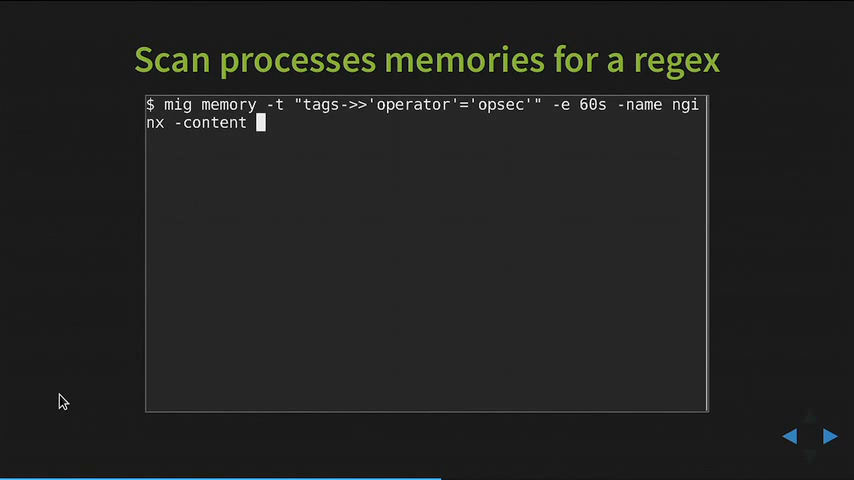 Scan processes memories for a regex
$ mig memory -t "tags->>'operator'='opsec'" -e 60s -name ngi
nx -content